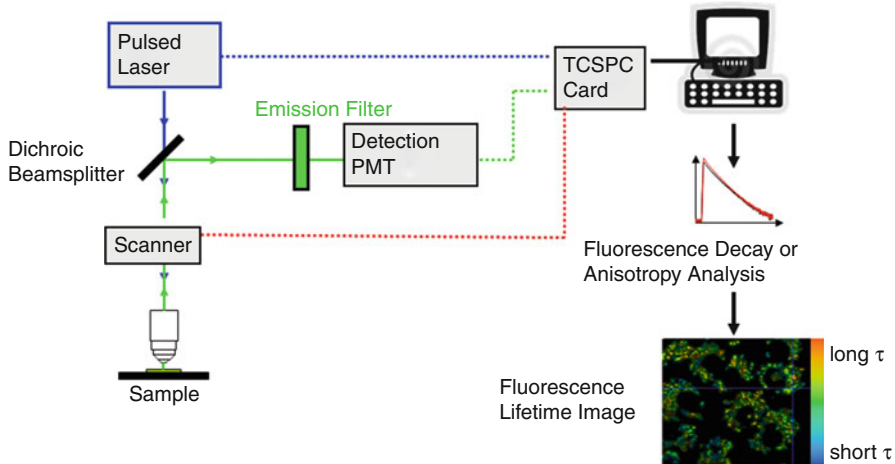 Pulsed
Laser
TCSPC
Card
Emission Filter
Detection
PMT
Dichroic
Beamsplitter
Scanner
Fluorescence Decay or
Anisotropy Analysis
Sample
Fluorescence
Lifetime Image
long τ
short τ